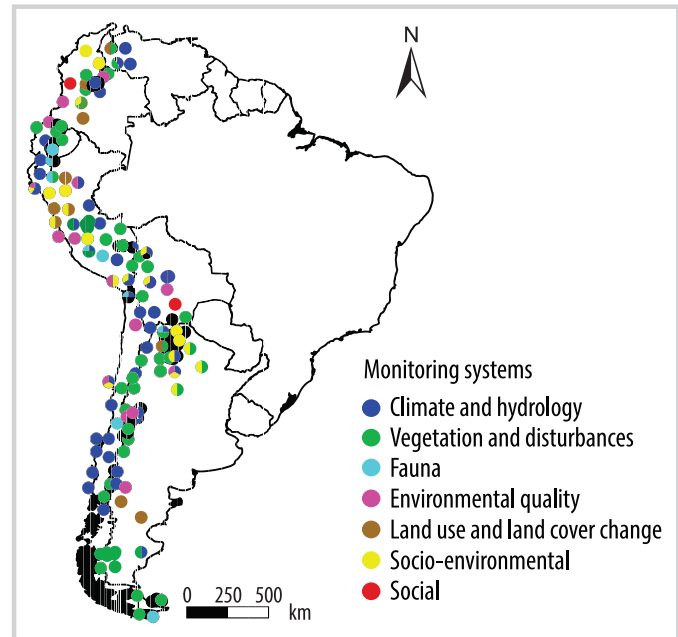 N
Monitoring systems
Climate and hydrology
Vegetation and disturbances
Fauna
Environmental quality
Land use and land cover change
Socio-environmental
Social
0 250 500
km